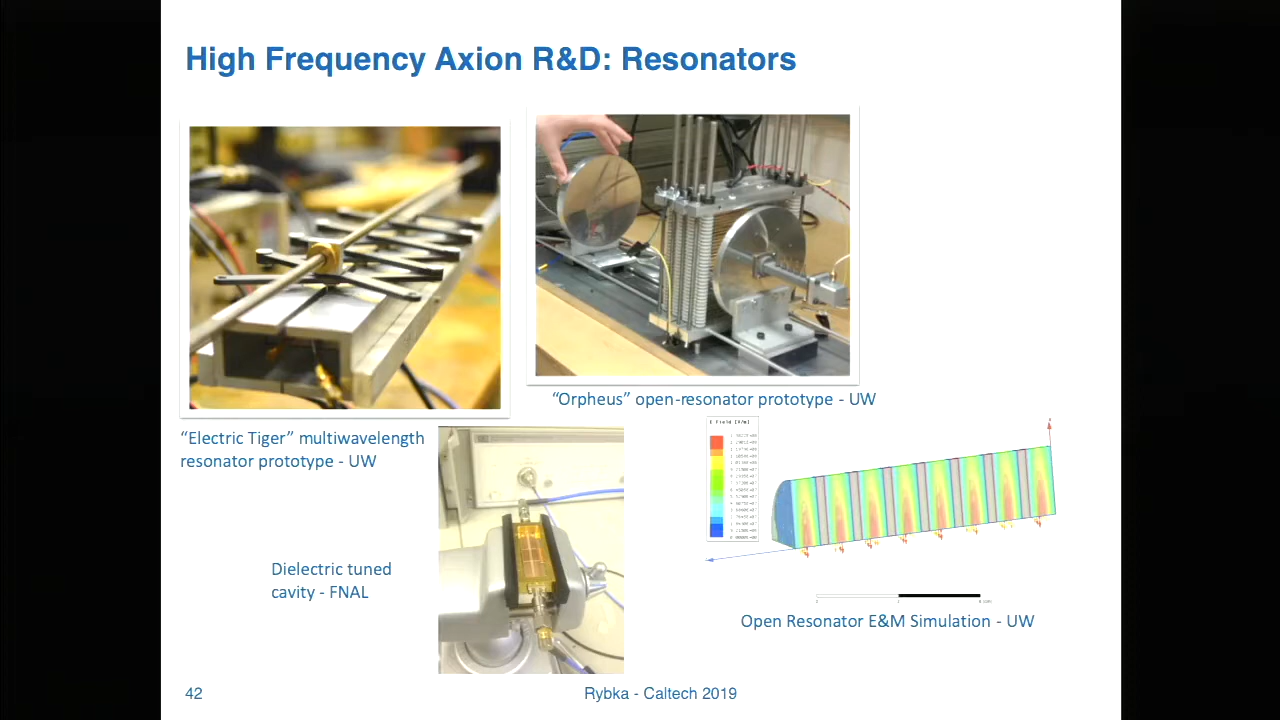 High Frequency Axion R&D: Resonators
“Orpheus” open-resonator prototype - UW
“Electric Tiger” multiwavelength
resonator prototype - UW
E Field [V/m]
Dielectric tuned
cavity - FNAL
Open Resonator E&M Simulation - UW
42
Rybka - Caltech 2019